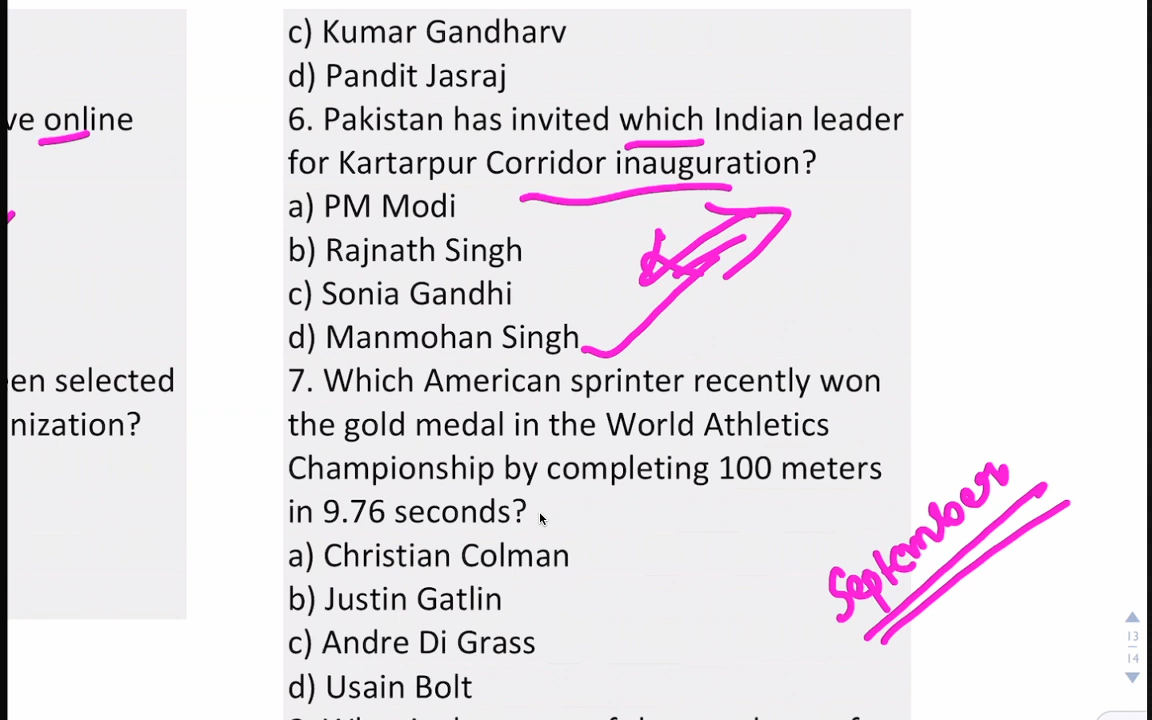 ve online
en selected
nization?
c) Kumar Gandharv
d) Pandit Jasraj
6. Pakistan has invited which Indian leader
for Kartarpur Corridor inauguration?
a) PM Modi
b) Rajnath Singh
c) Sonia Gandhi
d) Manmohan Singh
7. Which American sprinter recently won
the gold medal in the World Athletics
Championship by completing 100 meters
in 9.76 seconds?
a) Christian Colman
b) Justin Gatlin
c) Andre Di Grass
d) Usain Bolt
September
13
14